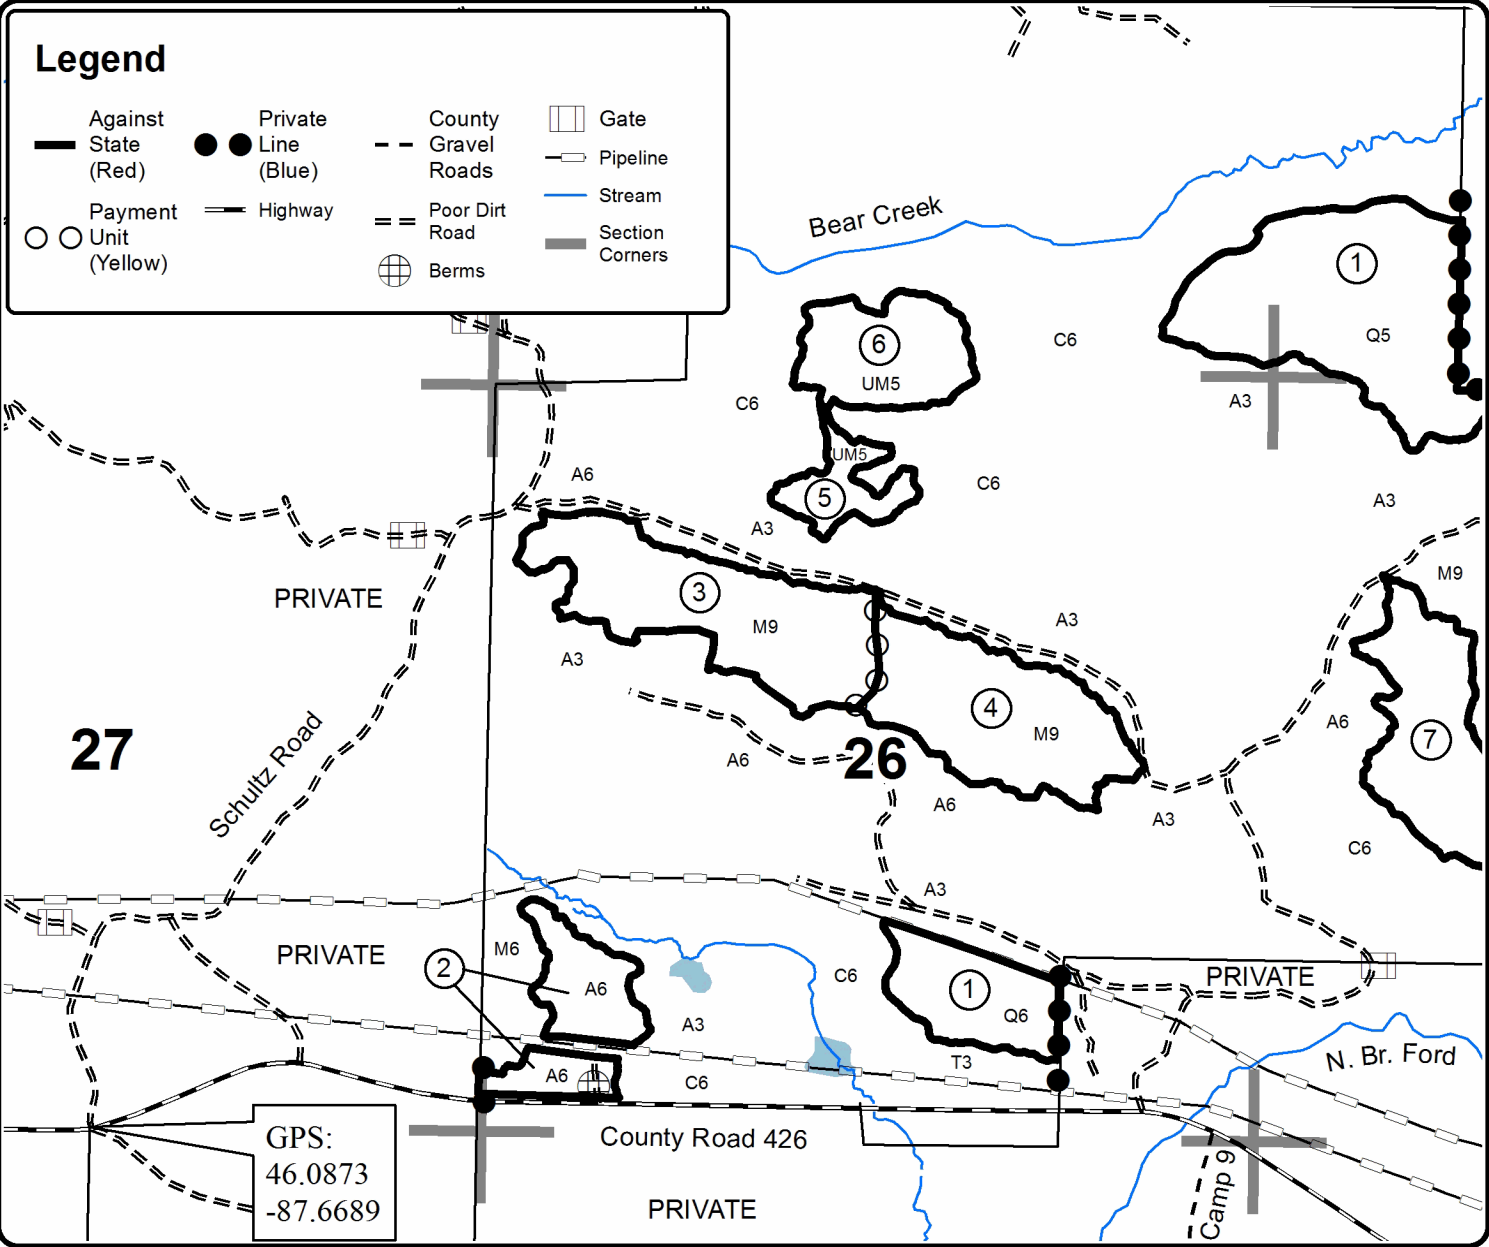 Legend
Against
State
(Red)
Private
Line
(Blue)
County
Gravel
Roads
Gate
Pipeline
Payment
Unit
(Yellow)
Highway
Poor Dirt
Road
Stream
Berms
Section
Corners
Bear Creek
1
Q5
6
UM5
C6
C6
A3
UM5
A6
5
C6
A3
A3
M9
PRIVATE
3
M9
A3
A3
4
M9
A6
7
27
Schultz Road
A6
26
A6
A3
C6
A3
M6
PRIVATE
2
A6
C6
1
Q6
PRIVATE
A3
T3
N. Br. Ford
A6
C6
GPS:
46.0873
-87.6689
County Road 426
Camp 9
PRIVATE